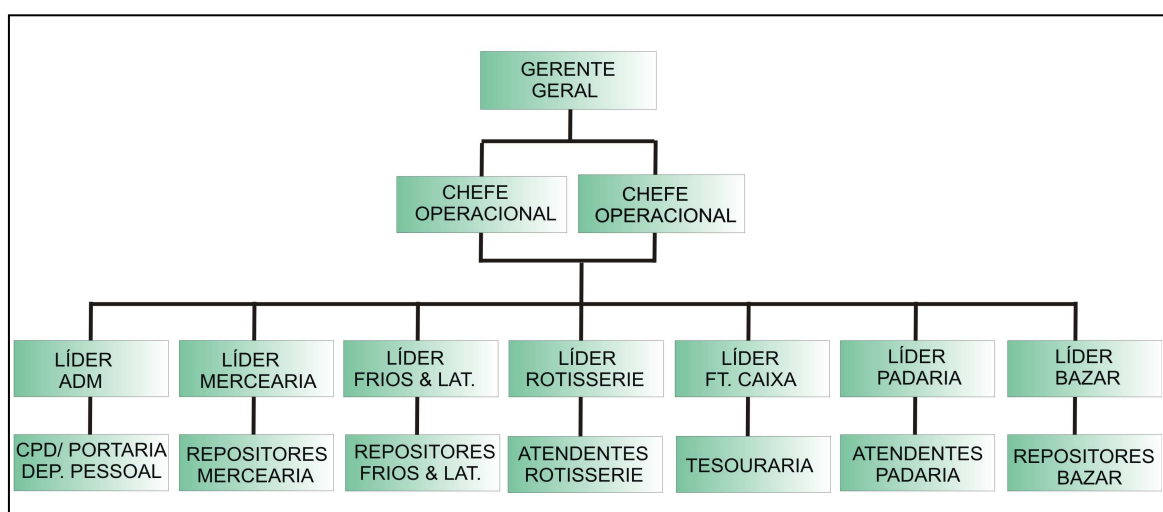 GERENTE
GERAL
CHEFE
OPERACIONAL
CHEFE
OPERACIONAL
LÍDER
ADM
LÍDER
MERCEARIA
LÍDER
FRIOS & LAT.
LÍDER
ROTISSERIE
LÍDER
FT. CAIXA
LÍDER
PADARIA
LÍDER
BAZAR
CPD/ PORTARIA
DEP. PESSOAL
REPOSITORES
MERCEARIA
REPOSITORES
FRIOS & LAT.
ATENDENTES
ROTISSERIE
TESOURARIA
ATENDENTES
PADARIA
REPOSITORES
BAZAR